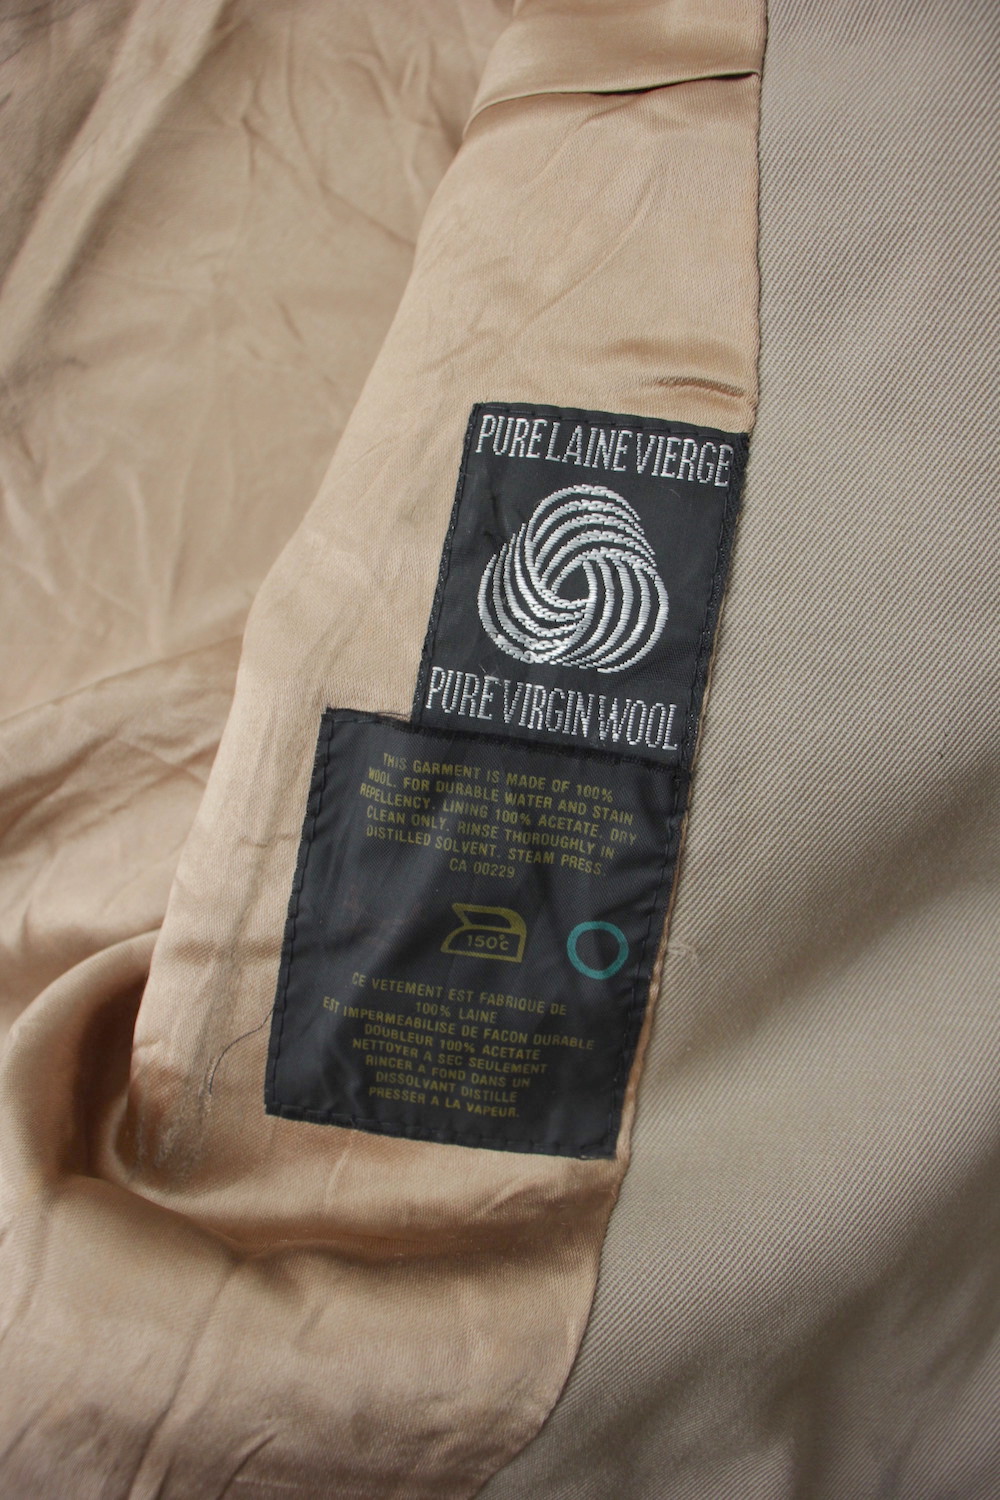 PURE LAINE VIERGE
PURE VIRGIN WOOL
THIS GARMENT IS MADE OF 100%
WOOL. FOR DURABLE WATER AND STAIN
REPELLENCY. LINING 100% ACETATE. DRY
CLEAN ONLY. RINSE THOROUGHLY IN
DISTILLED SOLVENT. STEAM PRESS.
CA 00229
150°C
CE VETEMENT EST FABRIQUE DE
100% LAINE
EST IMPERMEABILISE DE FACON DURABLE
DOUBLEUR 100% ACETATE
NETTOYER A SEC SEULEMENT
RINCER A FOND DANS UN
DISSOLVANT DISTILLE
PRESSER A LA VAPEUR.